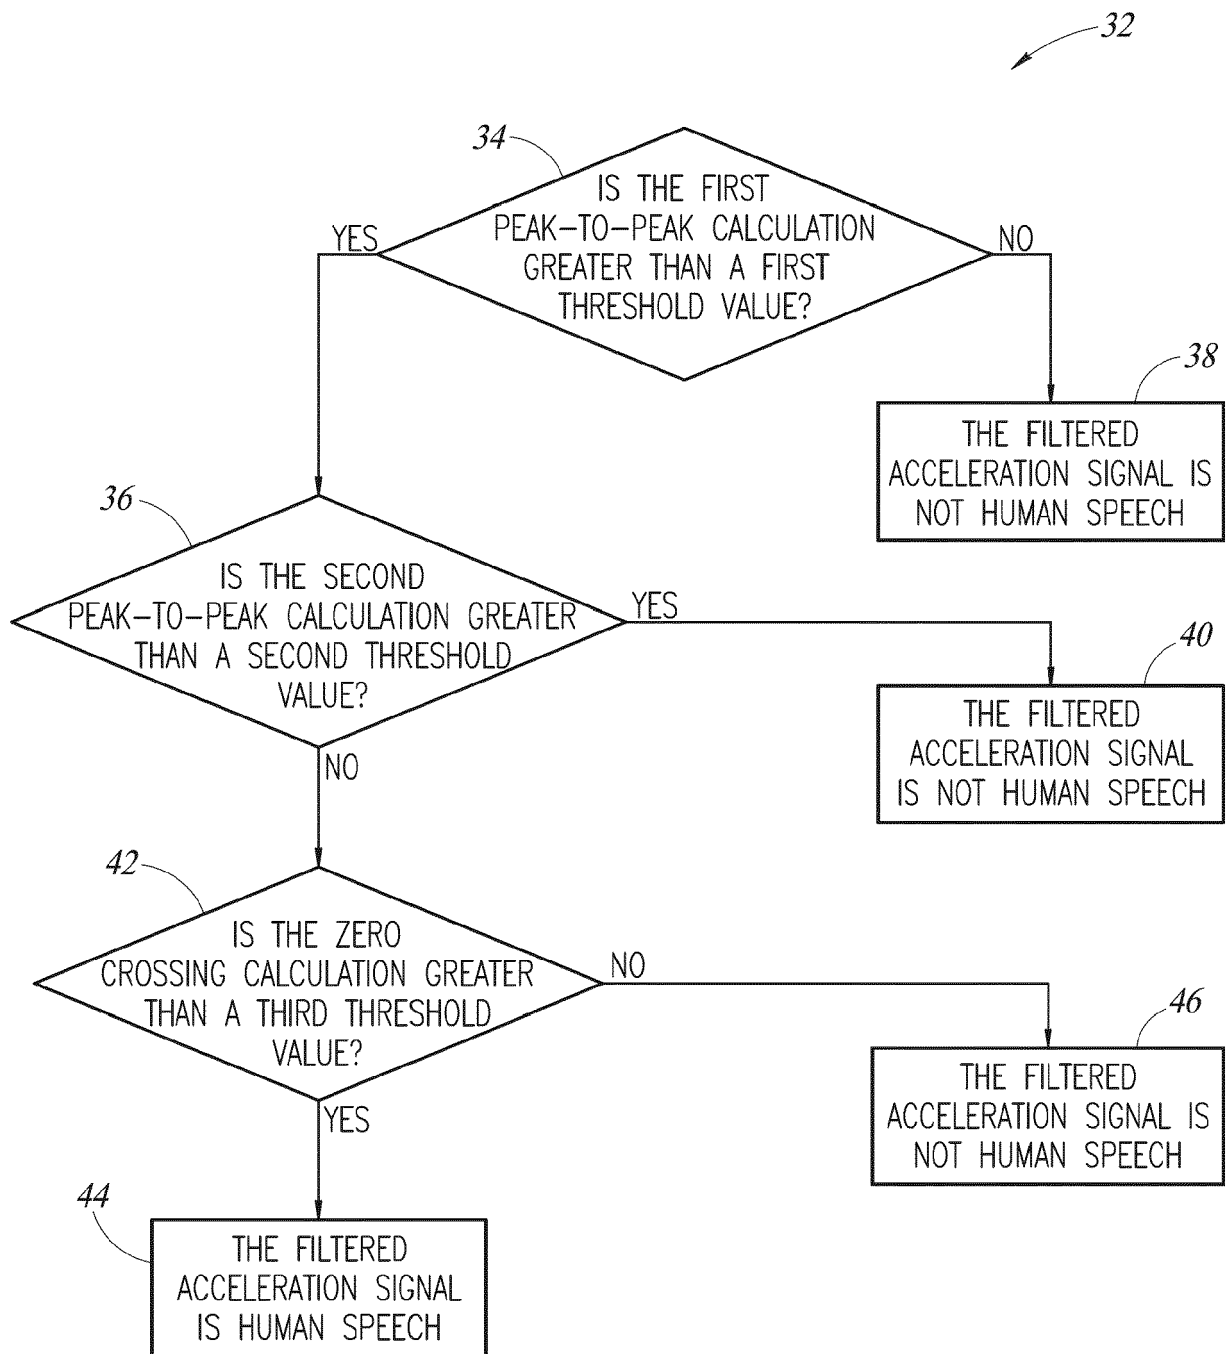 32
34
IS THE FIRST
PEAK-TO-PEAK CALCULATION
GREATER THAN A FIRST
THRESHOLD VALUE?
YES
NO
38
THE FILTERED
ACCELERATION SIGNAL IS
NOT HUMAN SPEECH
36
IS THE SECOND
PEAK-TO-PEAK CALCULATION GREATER
THAN A SECOND THRESHOLD
VALUE?
YES
40
THE FILTERED
ACCELERATION SIGNAL
IS NOT HUMAN SPEECH
NO
42
IS THE ZERO
CROSSING CALCULATION GREATER
THAN A THIRD THRESHOLD
VALUE?
NO
46
THE FILTERED
ACCELERATION SIGNAL IS
NOT HUMAN SPEECH
YES
44
THE FILTERED
ACCELERATION SIGNAL
IS HUMAN SPEECH